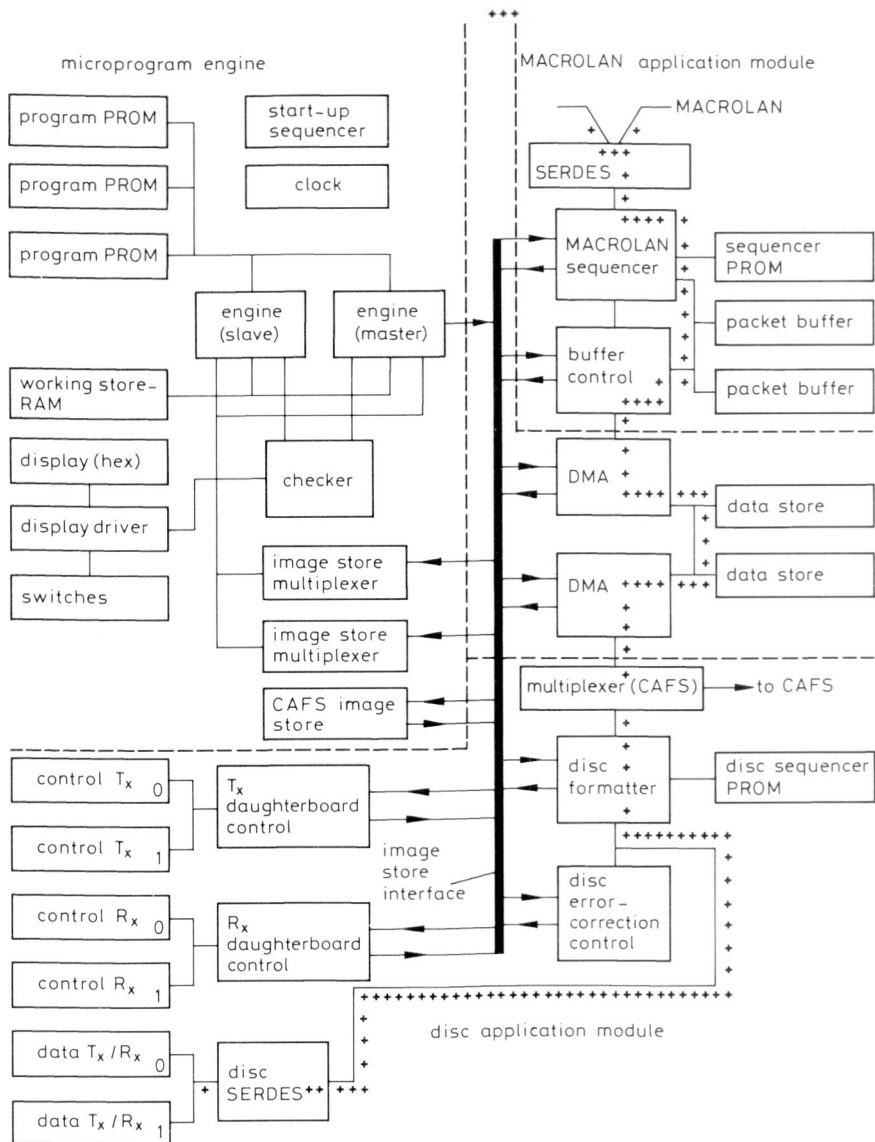 +++
microprogram engine
MACROLAN application module
program PROM
start-up
sequencer
MACROLAN
SERDES
program PROM
clock
program PROM
MACROLAN
sequencer
sequencer
PROM
engine
(slave)
engine
(master)
packet buffer
buffer
control
working store-
RAM
packet buffer
display (hex)
checker
DMA
data store
display driver
switches
image store
multiplexer
DMA
data store
image store
multiplexer
multiplexer (CAFS)
to CAFS
CAFS image
store
control Tx 0
Tx
daughterboard
control
disc
formatter
disc sequencer
PROM
control Tx 1
image
store
interface
disc
error-
correction
control
control Rx 0
Rx
daughterboard
control
control Rx 1
disc application module
data Tx/Rx 0
disc
SERDES
data Tx/Rx 1